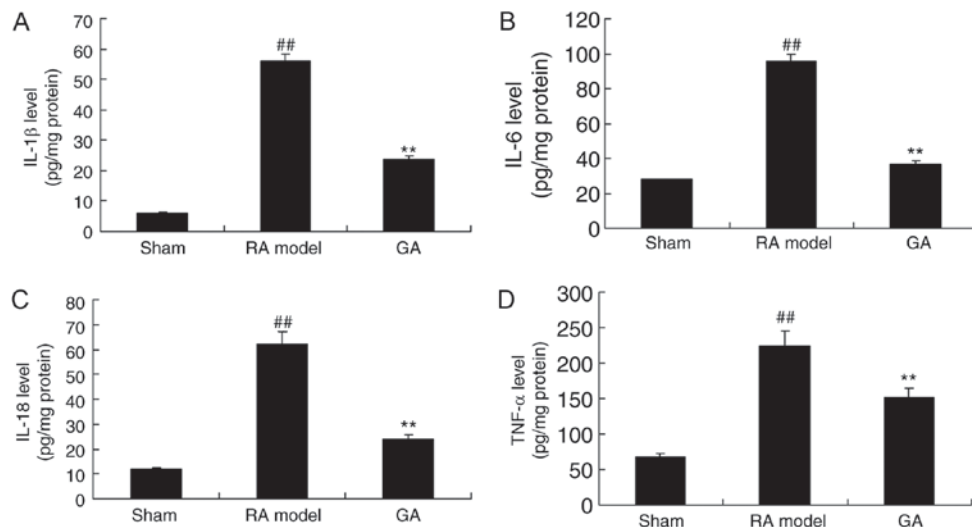 A
IL-1β level
(pg/mg protein)
70
60
50
40
30
20
10
0
##
**
Sham RA model GA
B
IL-6 level
(pg/mg protein)
120
100
80
60
40
20
0
##
**
Sham RA model GA
C
IL-18 level
(pg/mg protein)
80
70
60
50
40
30
20
10
0
##
**
Sham RA model GA
D
TNF-α level
(pg/mg protein)
300
250
200
150
100
50
0
##
**
Sham RA model GA